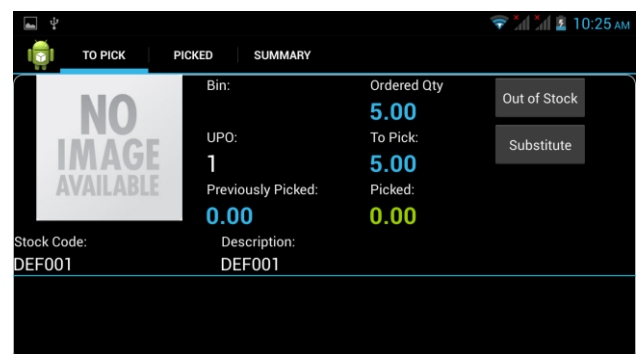 10:25 AM
TO PICK PICKED SUMMARY
NO
IMAGE
AVAILABLE
Bin: Ordered Qty
5.00
Out of Stock
UPO: To Pick:
1 5.00
Substitute
Previously Picked: Picked:
0.00 0.00
Stock Code: Description:
DEF001 DEF001